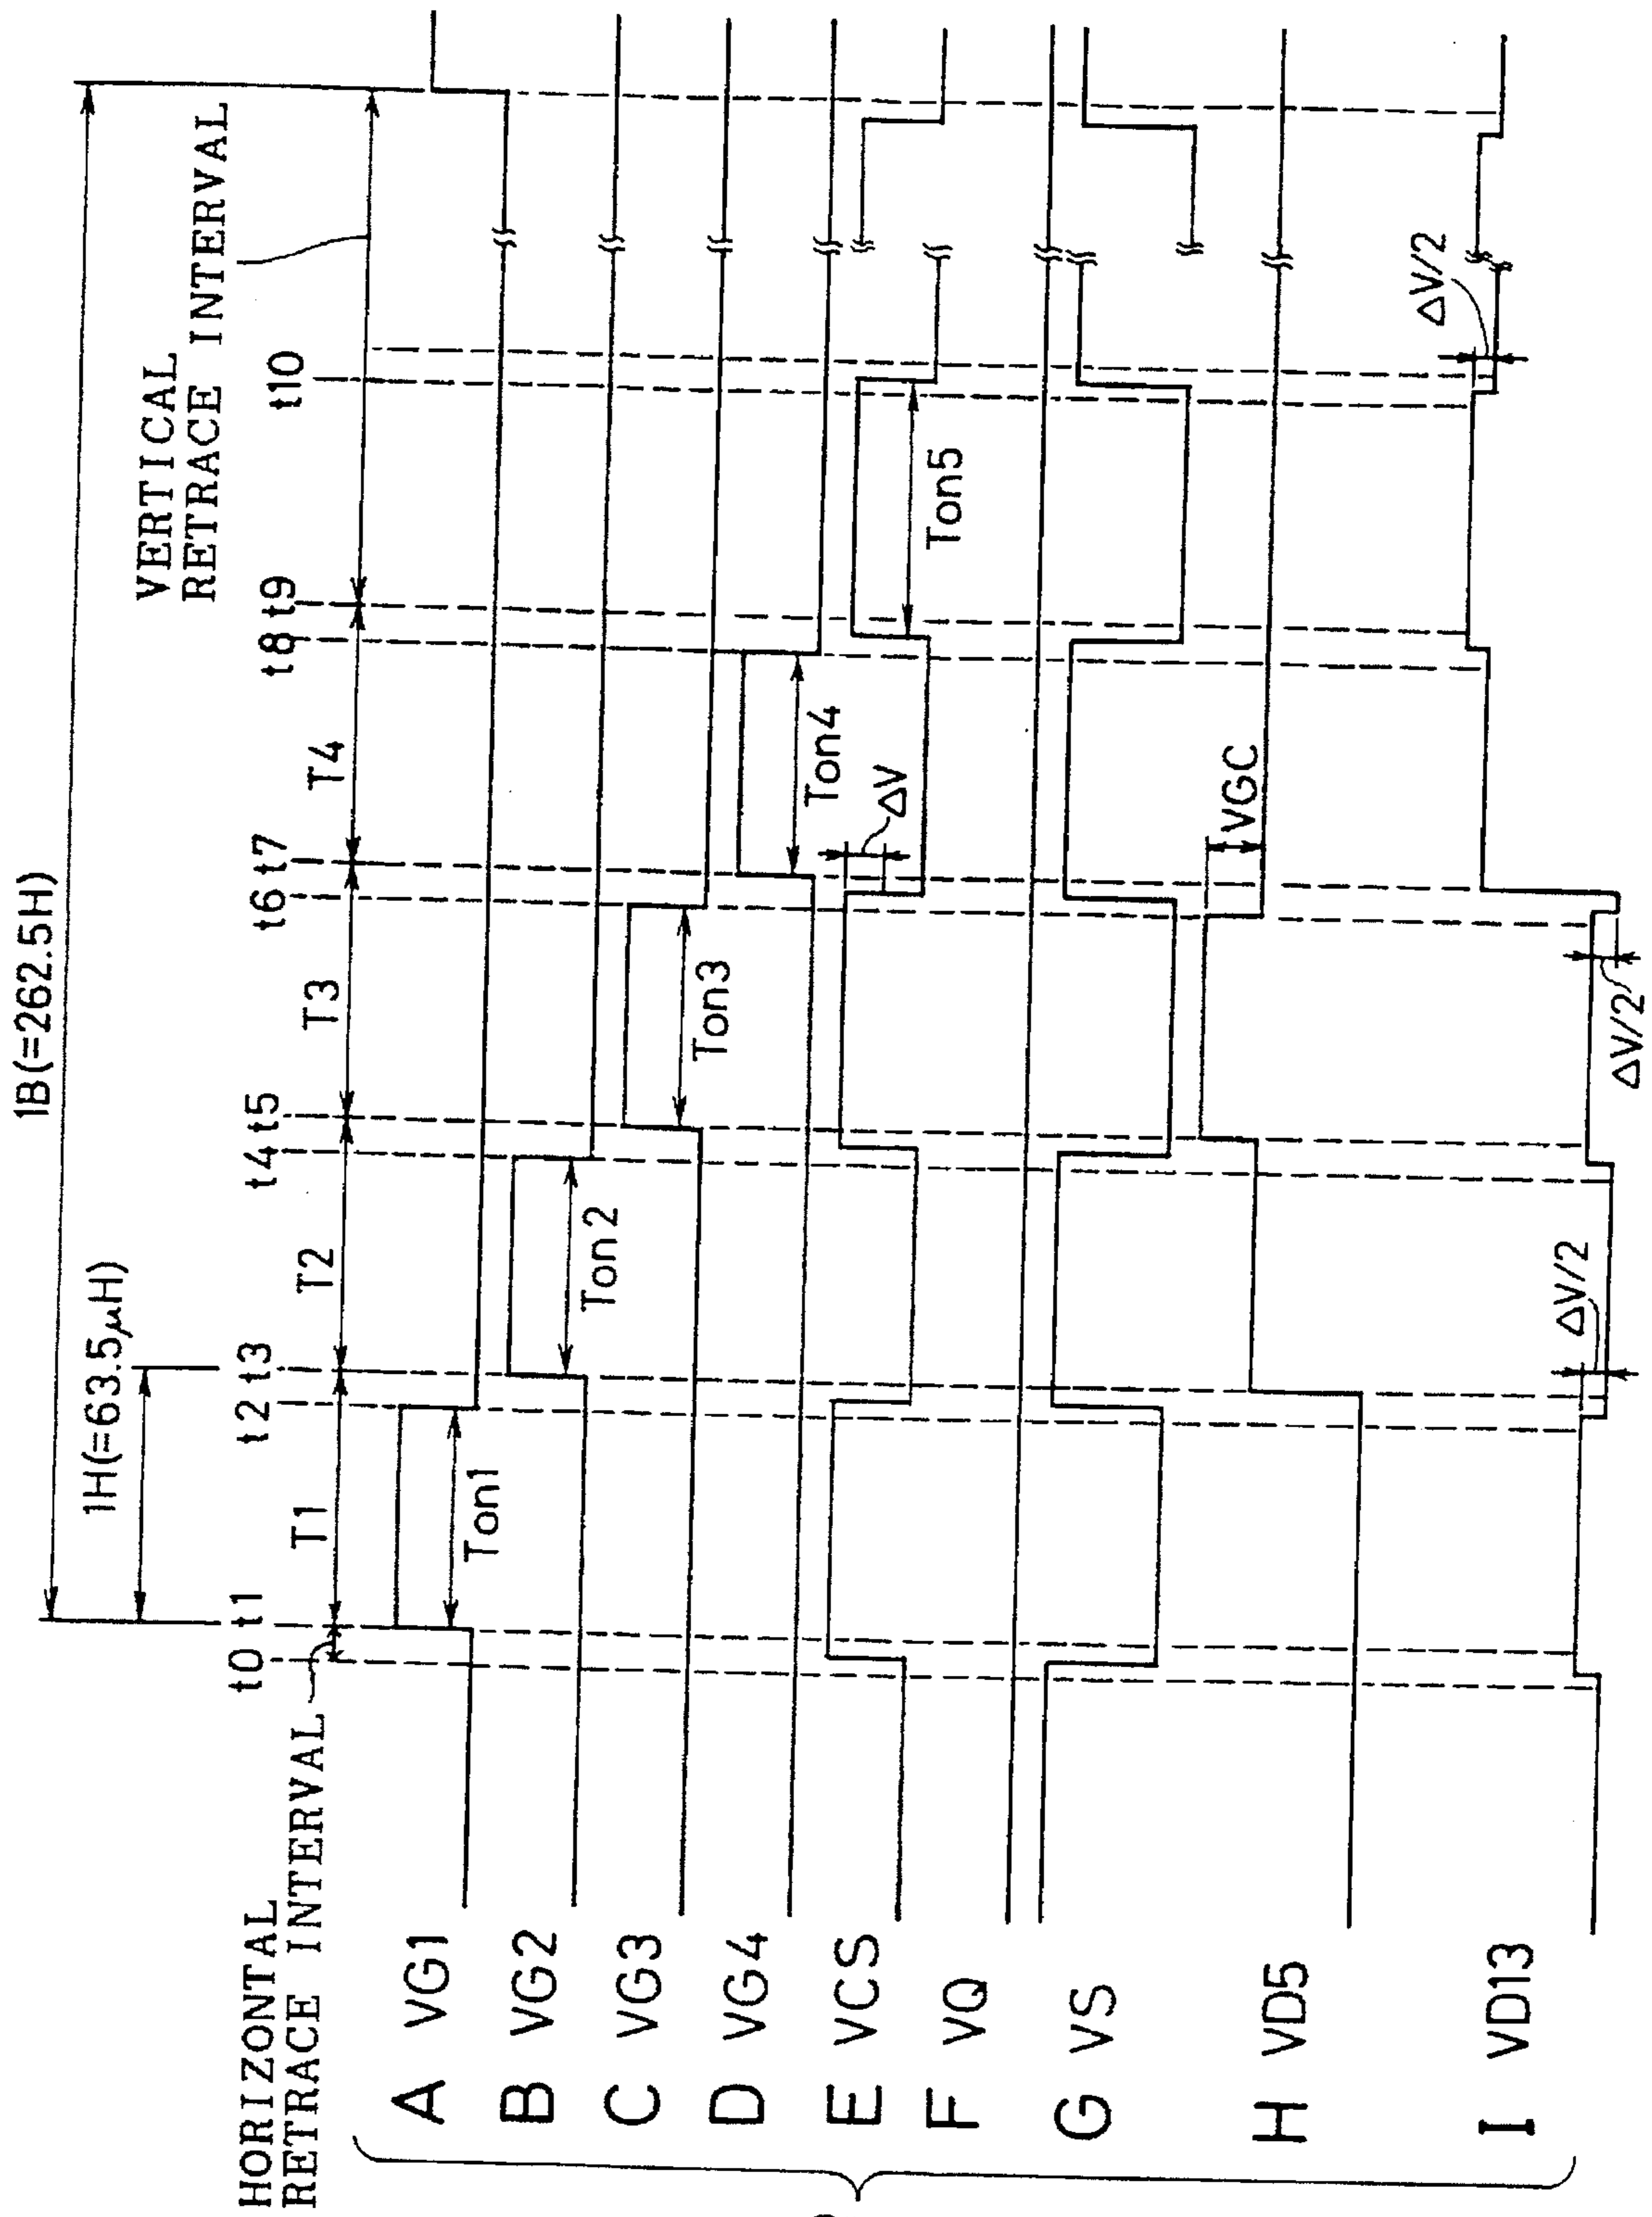 1B(=262.5H)
1H(=63.5μH)
VERTICAL
RETRACE INTERVAL
HORIZONTAL
RETRACE INTERVAL
t0 t1 t2 t3 t4 t5 t6 t7 t8 t9 t10
T1 T2 T3 T4
A VG1
Ton1
B VG2
Ton2
C VG3
Ton3
D VG4
Ton4
E VCS
ΔV
Ton5
F VQ
G VS
H VD5
VGC
I VD13
ΔV/2
ΔV/2
ΔV/2